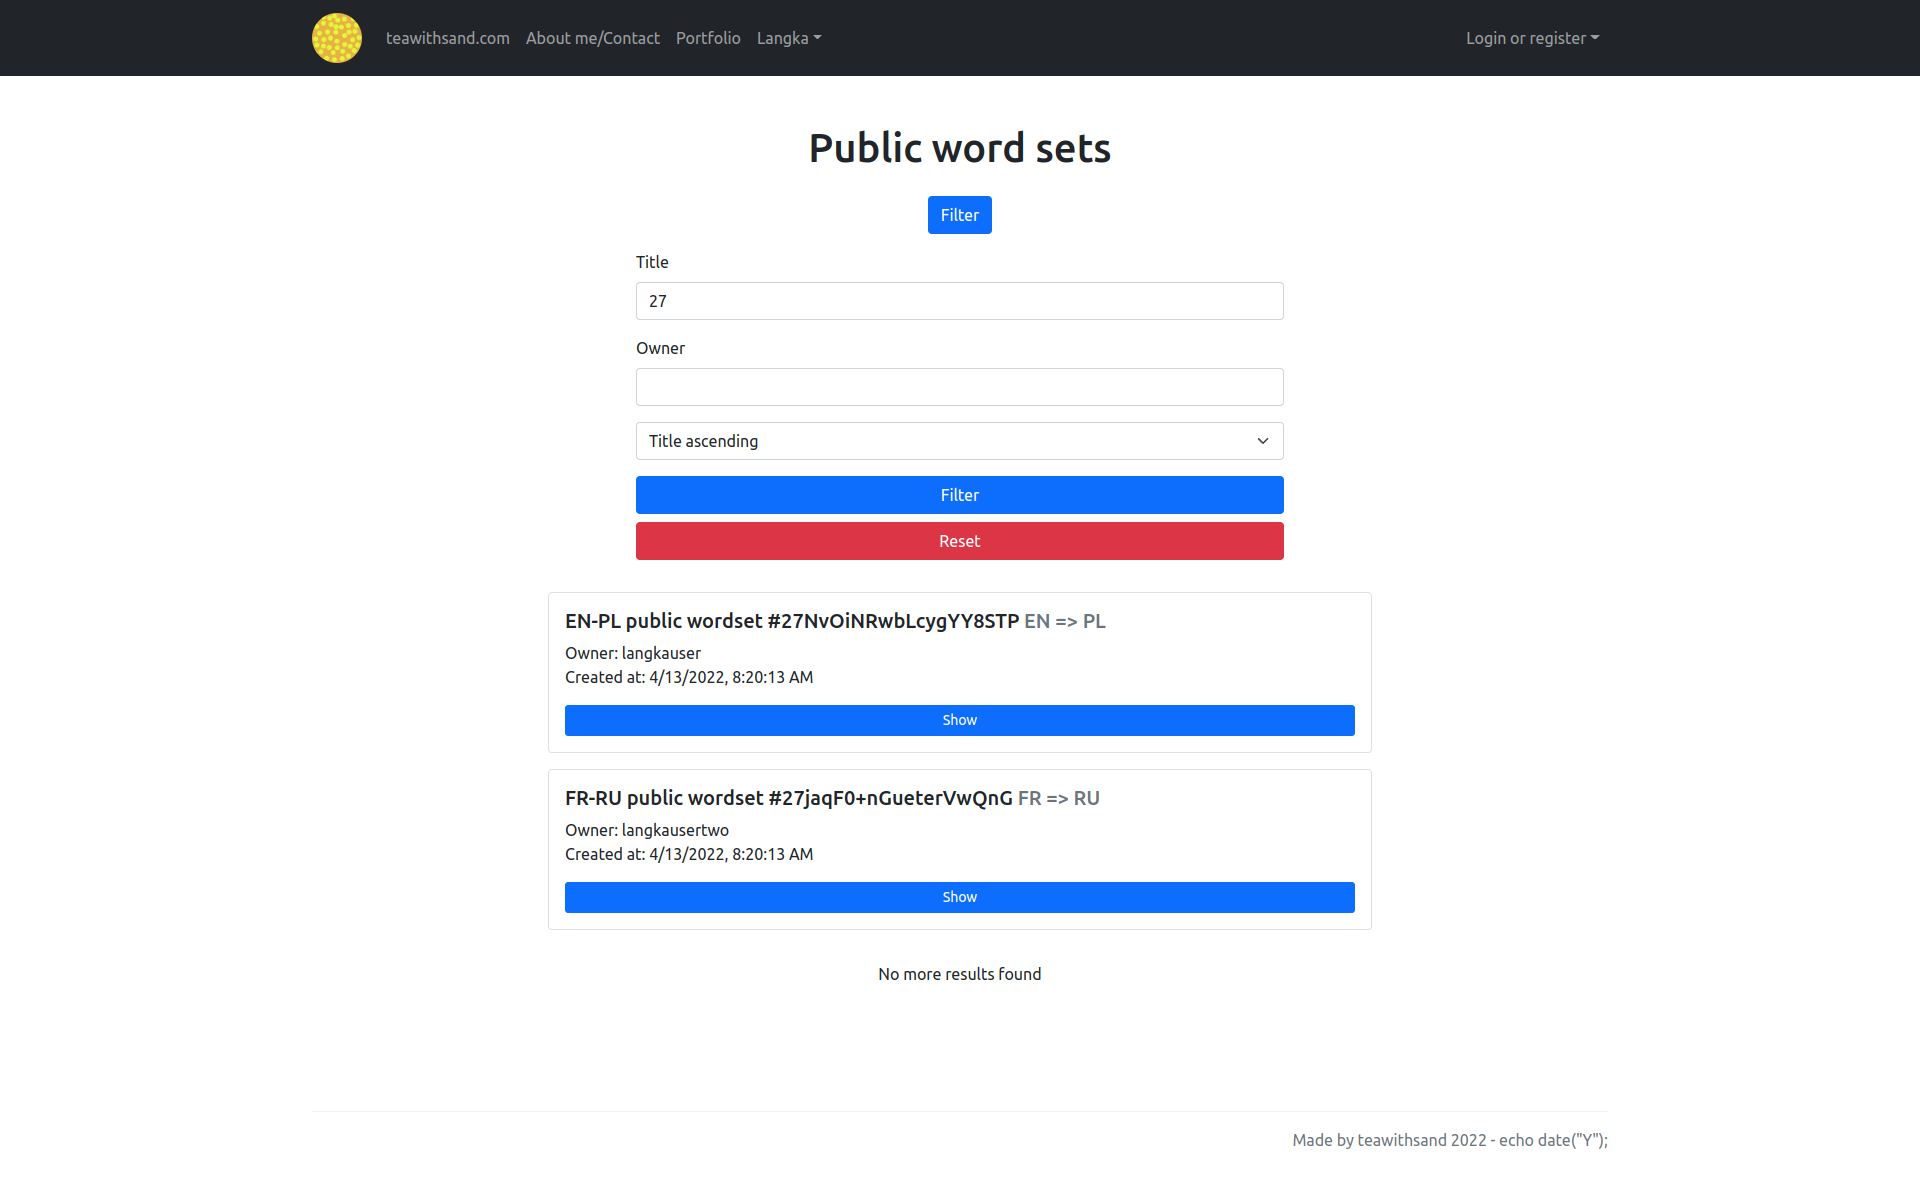 teawithsand.com About me/Contact Portfolio Langka Login or register
Public word sets
Filter
Title
27
Owner
Title ascending
Filter
Reset
EN-PL public wordset #27NvOiNRwbLcygYY8STP EN => PL
Owner: langkauser
Created at: 4/13/2022, 8:20:13 AM
Show
FR-RU public wordset #27jaqF0+nGueterVwQnG FR => RU
Owner: langkausertwo
Created at: 4/13/2022, 8:20:13 AM
Show
No more results found
Made by teawithsand 2022 - echo date("Y");